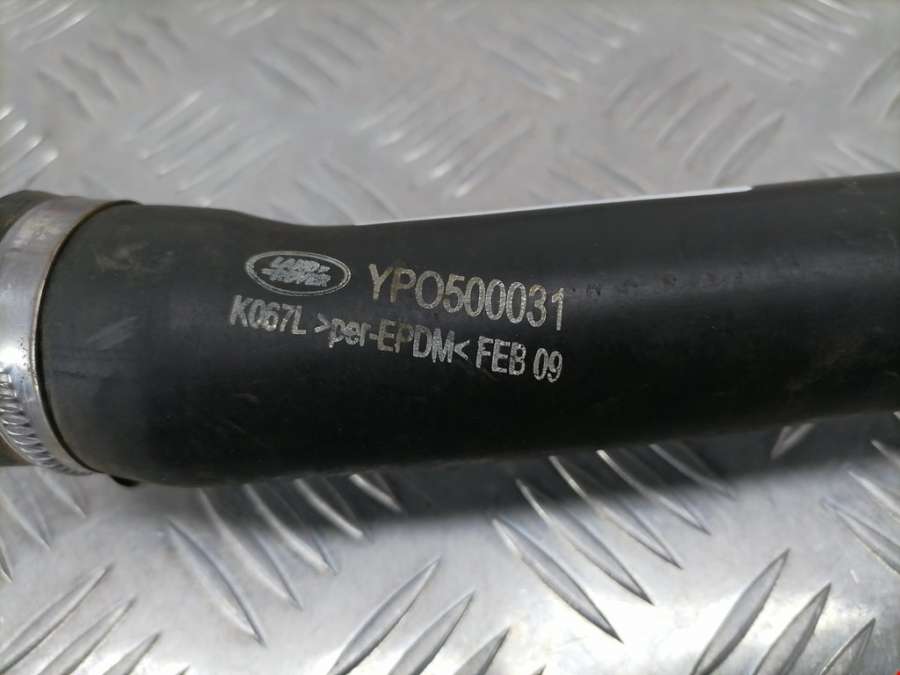 LAND ROVER
YPO500031
K067L >per-EPDM< FEB 09